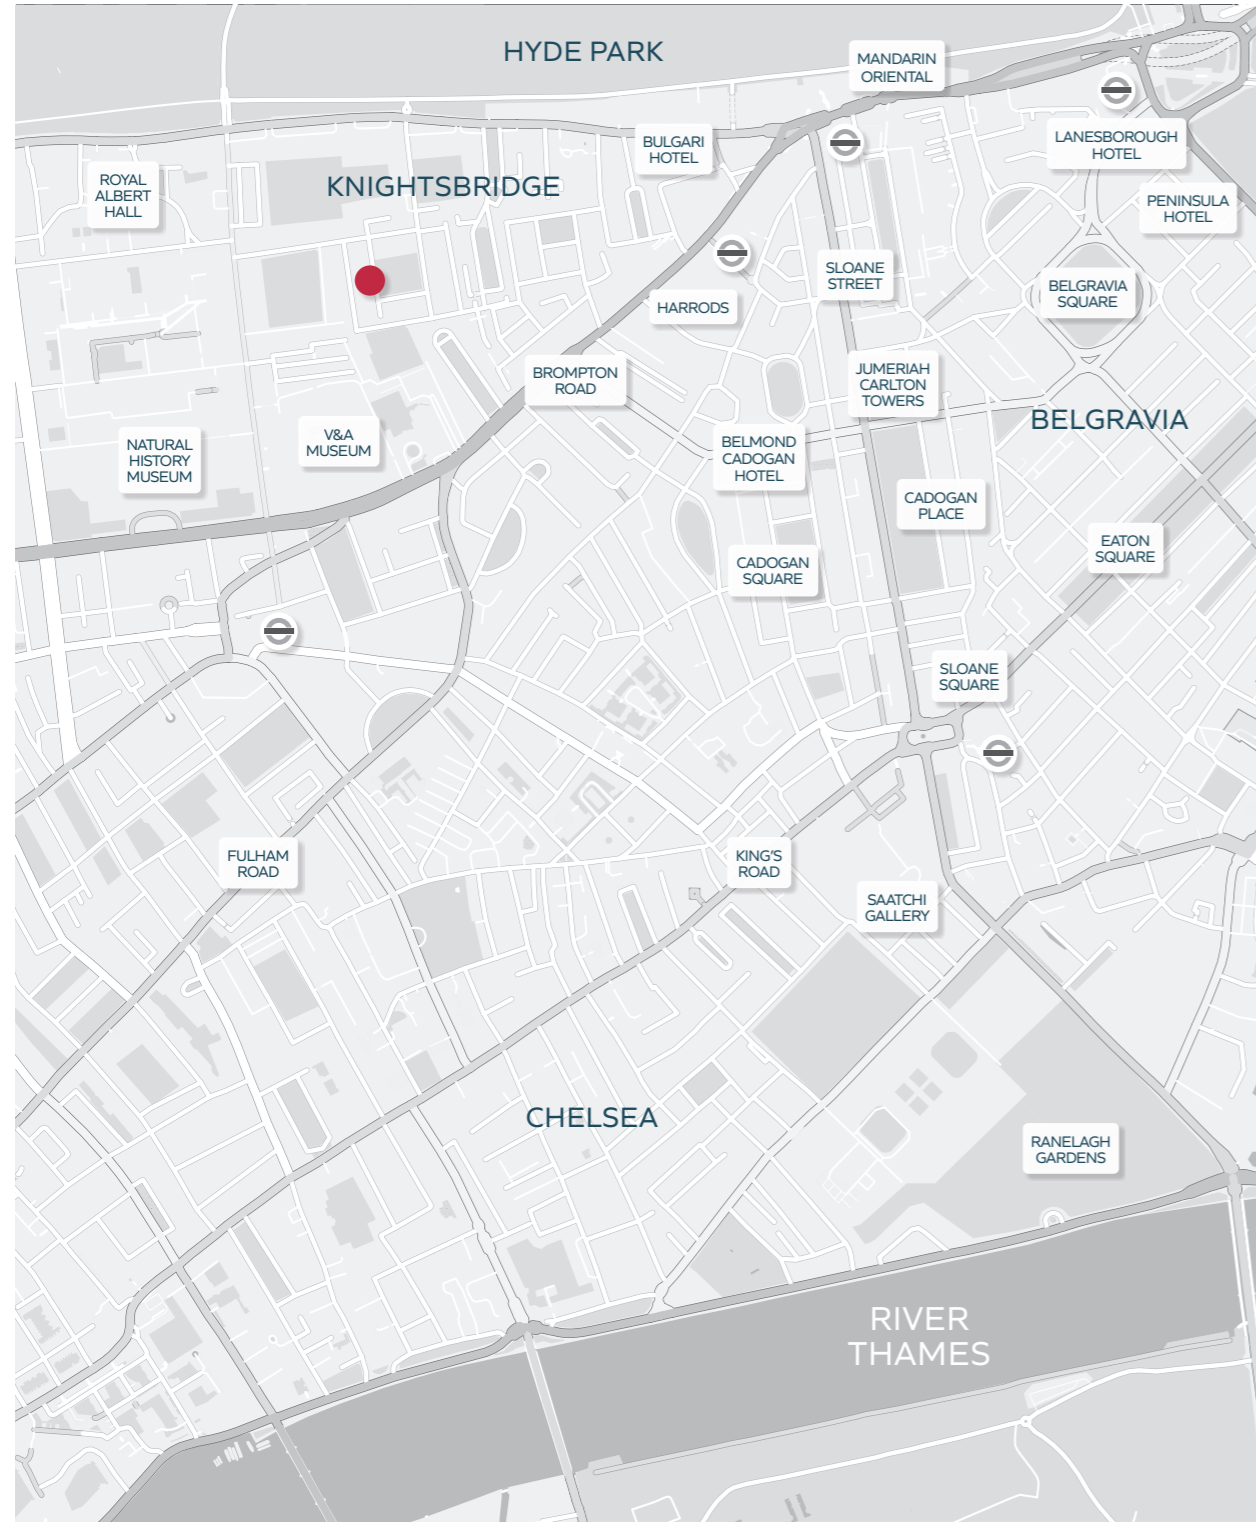 HYDE PARK
MANDARIN
ORIENTAL
BULGARI
HOTEL
LANESBOROUGH
HOTEL
ROYAL
ALBERT
HALL
KNIGHTSBRIDGE
PENINSULA
HOTEL
SLOANE
STREET
BELGRAVIA
SQUARE
HARRODS
BROMPTON
ROAD
JUMERIAH
CARLTON
TOWERS
BELGRAVIA
NATURAL
HISTORY
MUSEUM
V&A
MUSEUM
BELMOND
CADOGAN
HOTEL
CADOGAN
PLACE
EATON
SQUARE
CADOGAN
SQUARE
SLOANE
SQUARE
FULHAM
ROAD
KING'S
ROAD
SAATCHI
GALLERY
CHELSEA
RANELAGH
GARDENS
RIVER
THAMES